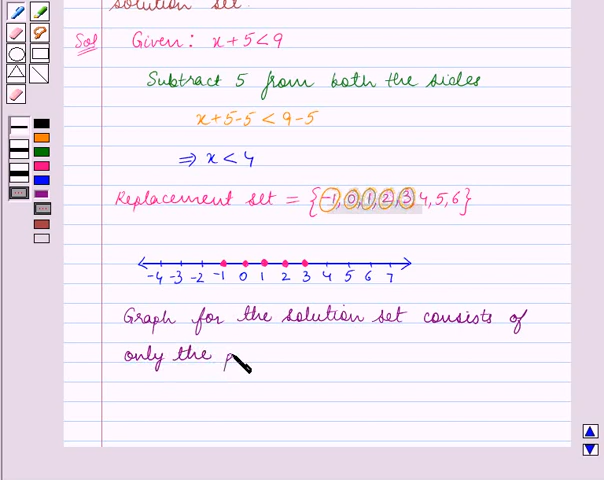 solution set.
Sol Given: x+5<9
Subtract 5 from both the sides
x+5-5 < 9-5
⇒ x < 4
Replacement set = {-1, 0, 1, 2, 3, 4, 5, 6}
-4 -3 -2 -1 0 1 2 3 4 5 6 7
Graph for the solution set consists of
only the p